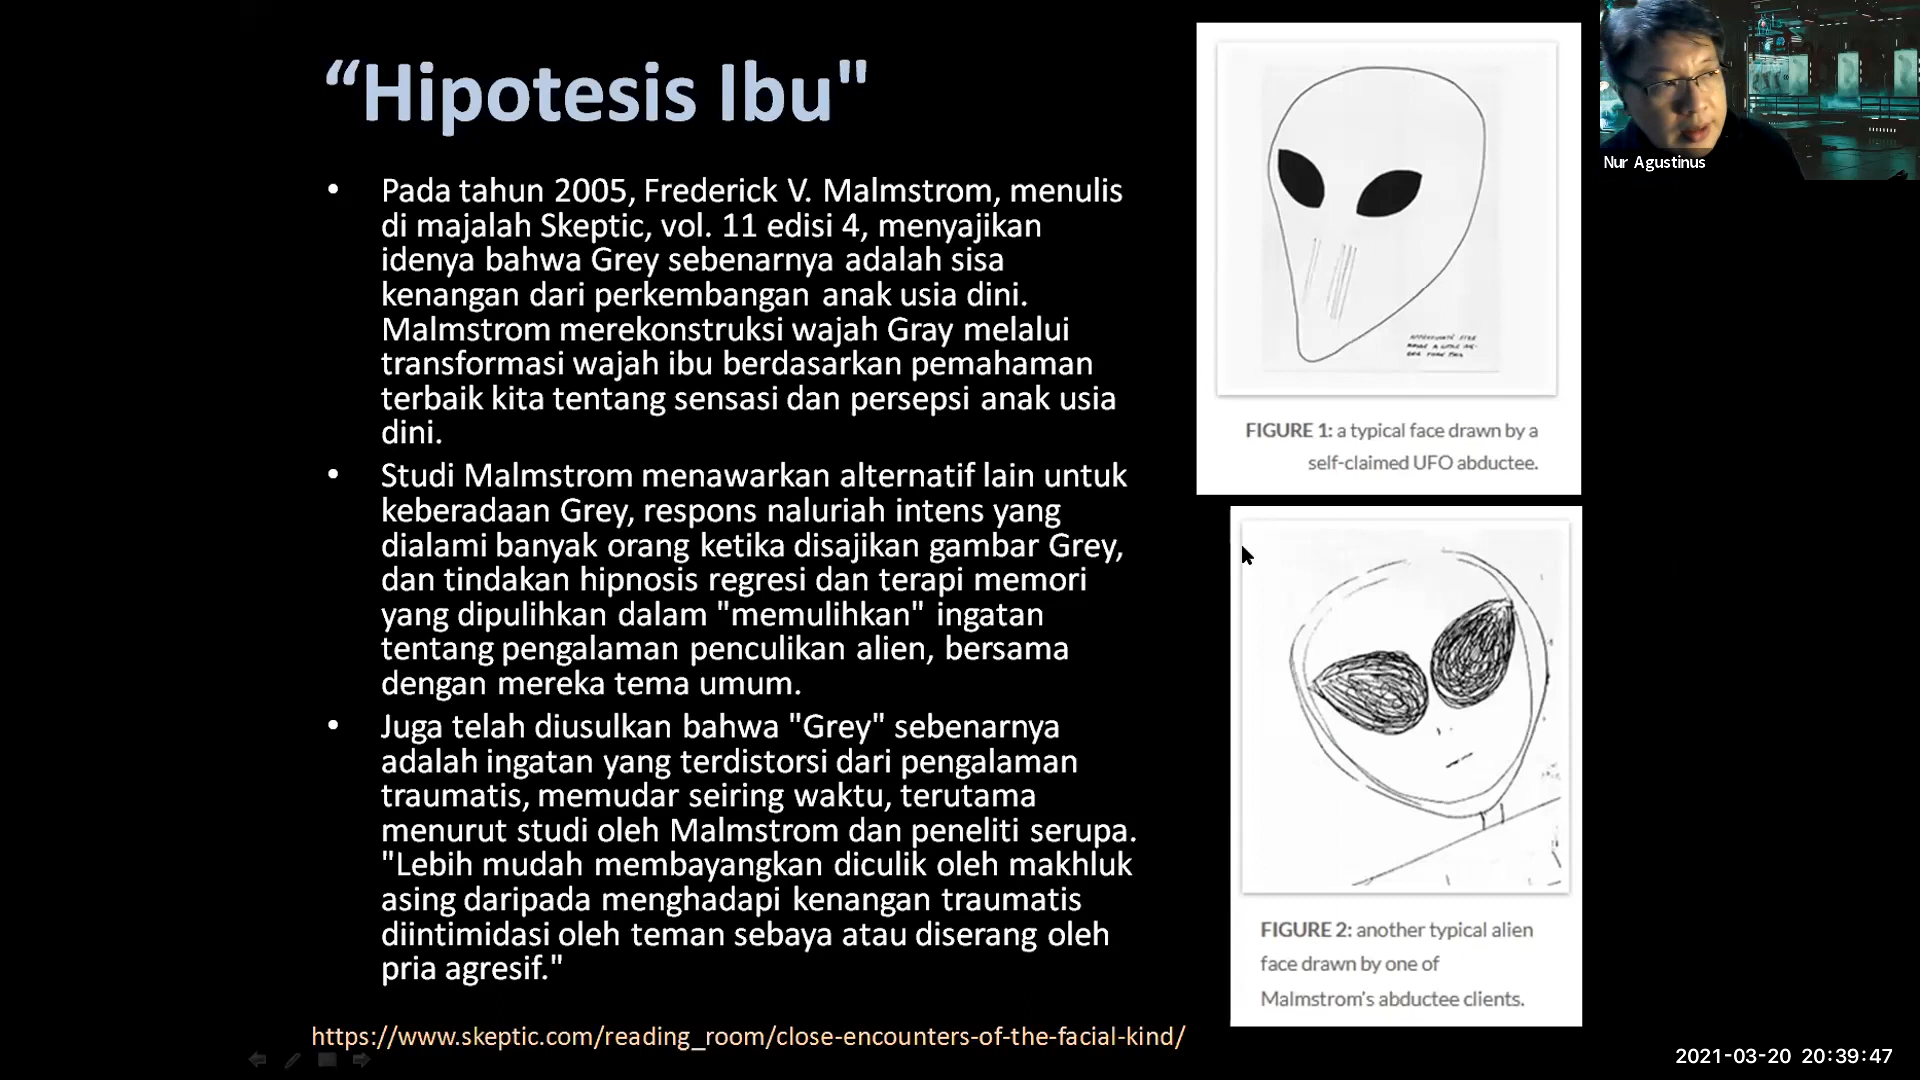 “Hipotesis Ibu"
• Pada tahun 2005, Frederick V. Malmstrom, menulis
di majalah Skeptic, vol. 11 edisi 4, menyajikan
idenya bahwa Grey sebenarnya adalah sisa
kenangan dari perkembangan anak usia dini.
Malmstrom merekonstruksi wajah Gray melalui
transformasi wajah ibu berdasarkan pemahaman
terbaik kita tentang sensasi dan persepsi anak usia
dini.
• Studi Malmstrom menawarkan alternatif lain untuk
keberadaan Grey, respons naluriah intens yang
dialami banyak orang ketika disajikan gambar Grey,
dan tindakan hipnosis regresi dan terapi memori
yang dipulihkan dalam "memulihkan" ingatan
tentang pengalaman penculikan alien, bersama
dengan mereka tema umum.
• Juga telah diusulkan bahwa "Grey" sebenarnya
adalah ingatan yang terdistorsi dari pengalaman
traumatis, memudar seiring waktu, terutama
menurut studi oleh Malmstrom dan peneliti serupa.
"Lebih mudah membayangkan diculik oleh makhluk
asing daripada menghadapi kenangan traumatis
diintimidasi oleh teman sebaya atau diserang oleh
pria agresif."
https://www.skeptic.com/reading_room/close-encounters-of-the-facial-kind/
FIGURE 1: a typical face drawn by a
self-claimed UFO abductee.
FIGURE 2: another typical alien
face drawn by one of
Malmstrom's abductee clients.
Nur Agustinus
2021-03-20 20:39:47